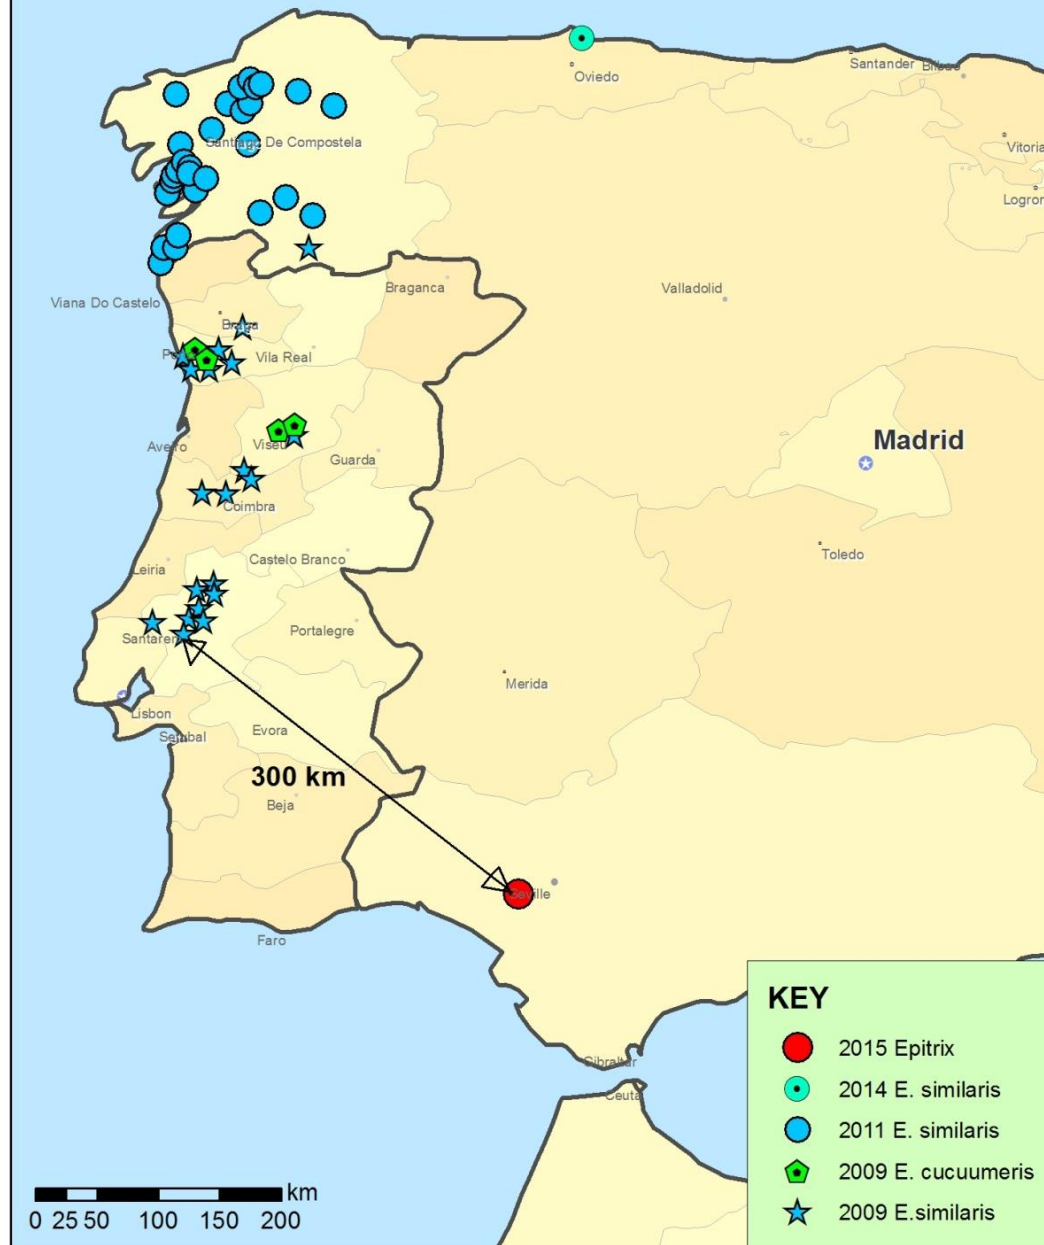 Santander
Bilbao
Oviedo
Santiago De Compostela
Vitoria
Logron
Braganca
Valladolid
Viana Do Castelo
Braga
Vila Real
Madrid
Aveiro
Viseu
Guarda
Coimbra
Toledo
Castelo Branco
Leiria
Portalegre
Santarem
Merida
Lisbon
Evora
Setubal
300 km
Beja
Seville
Faro
KEY
2015 Epitrix
2014 E. similaris
2011 E. similaris
2009 E. cucuumeris
2009 E.similaris
Gibraltar
Ceuta
km
0 25 50 100 150 200